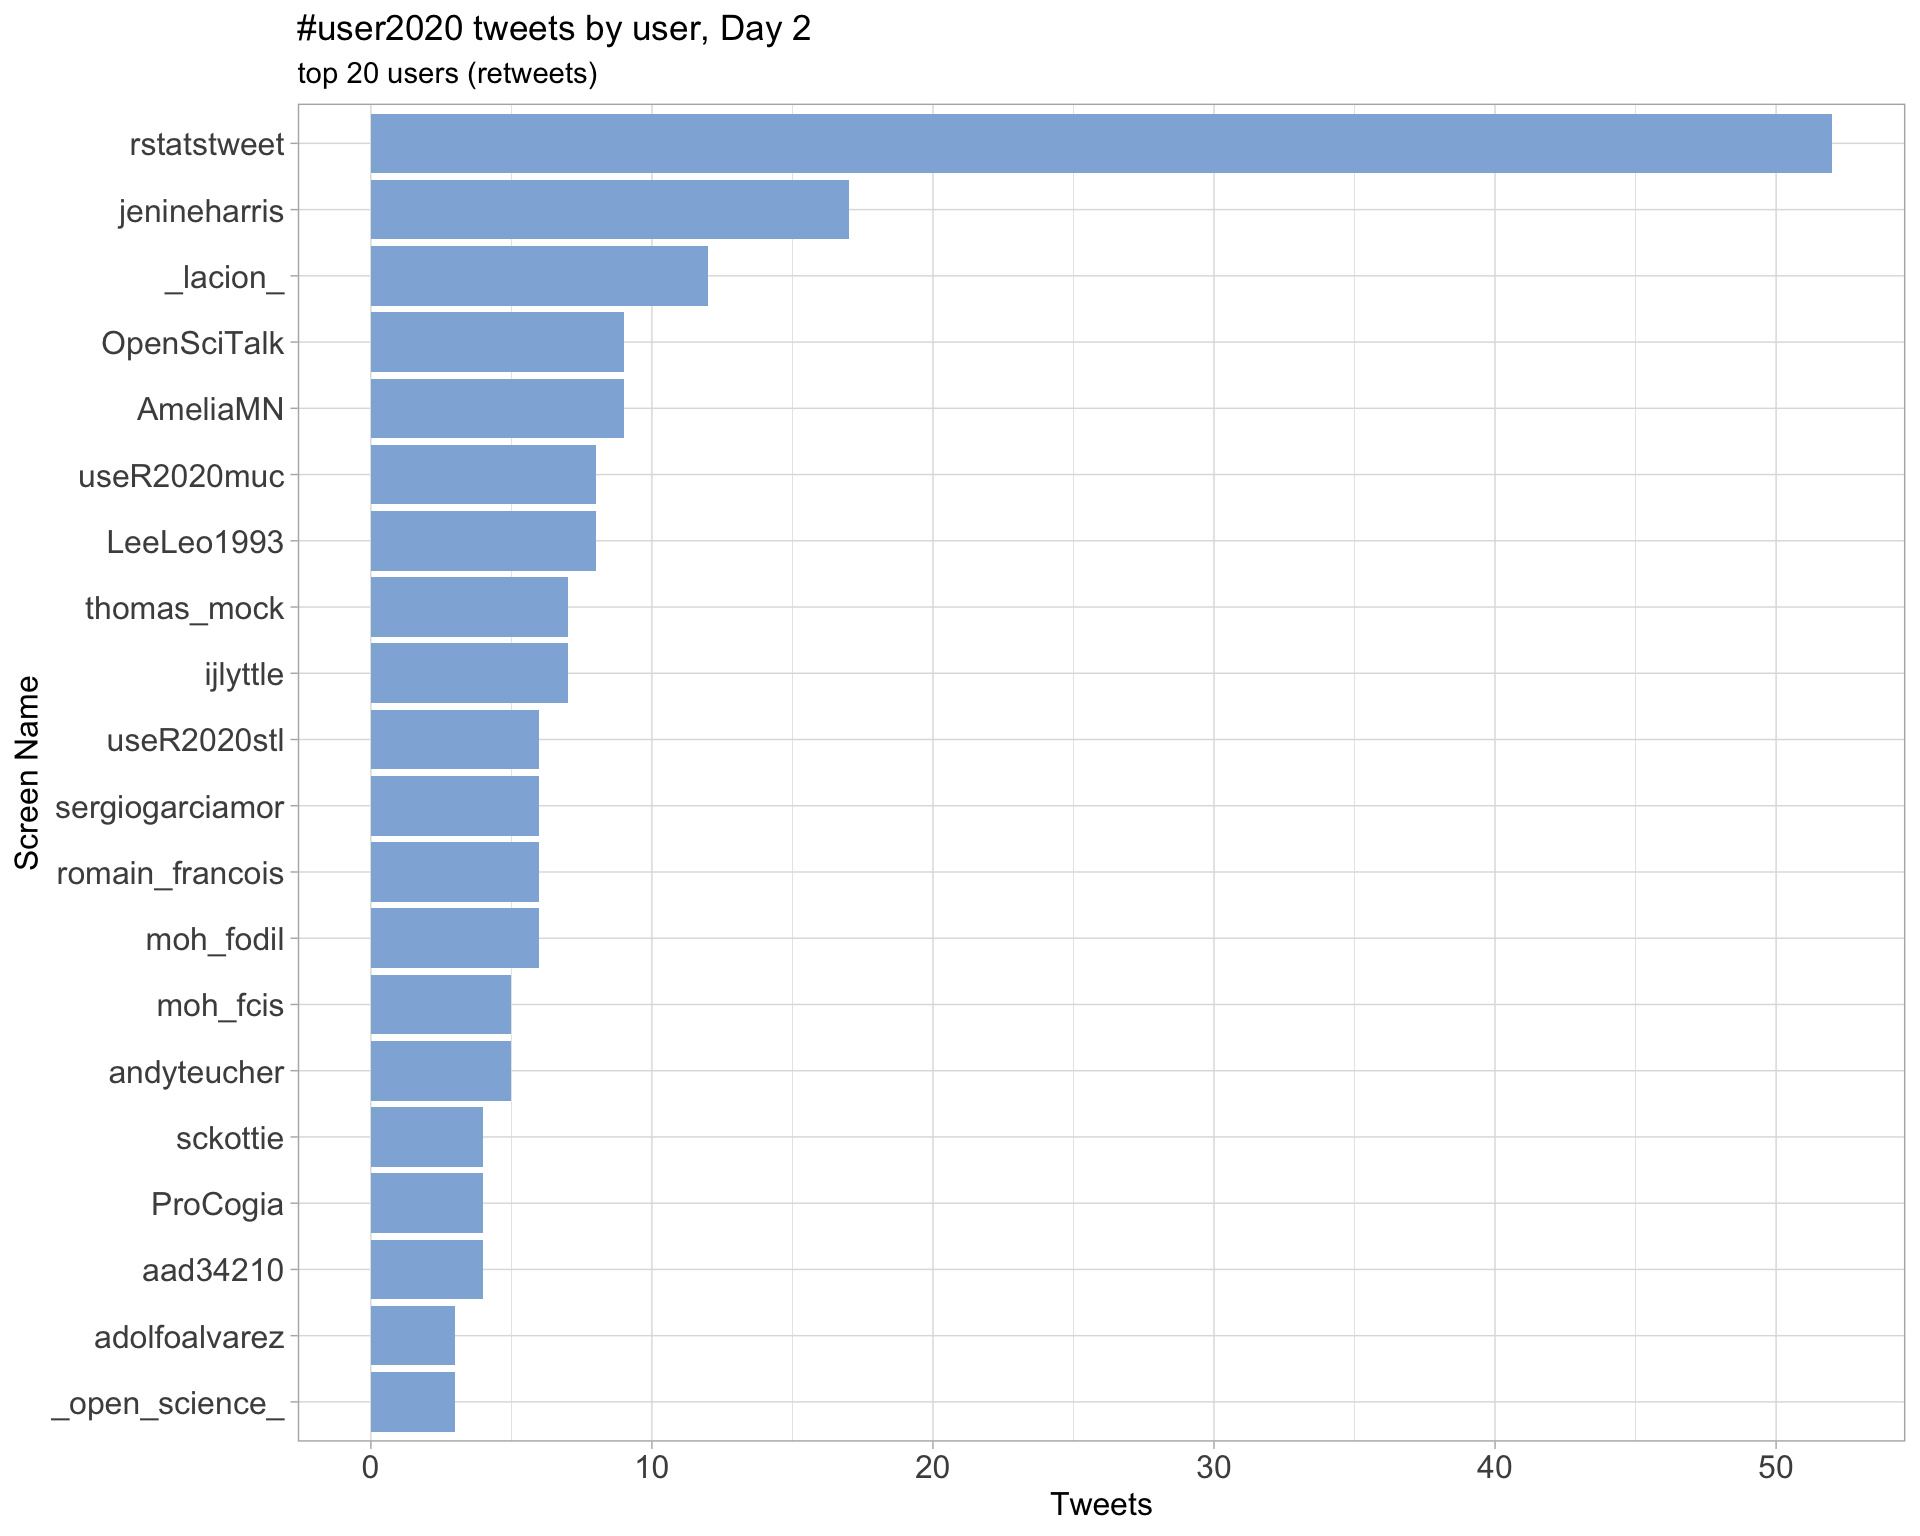 #user2020 tweets by user, Day 2
top 20 users (retweets)
rstatstweet
jenineharris
_lacion_
OpenSciTalk
AmeliaMN
useR2020muc
LeeLeo1993
thomas_mock
ijlyttle
useR2020stl
sergiogarciamor
romain_francois
moh_fodil
moh_fcis
andyteucher
sckottie
ProCogia
aad34210
adolfoalvarez
_open_science_
Screen Name
0 10 20 30 40 50
Tweets